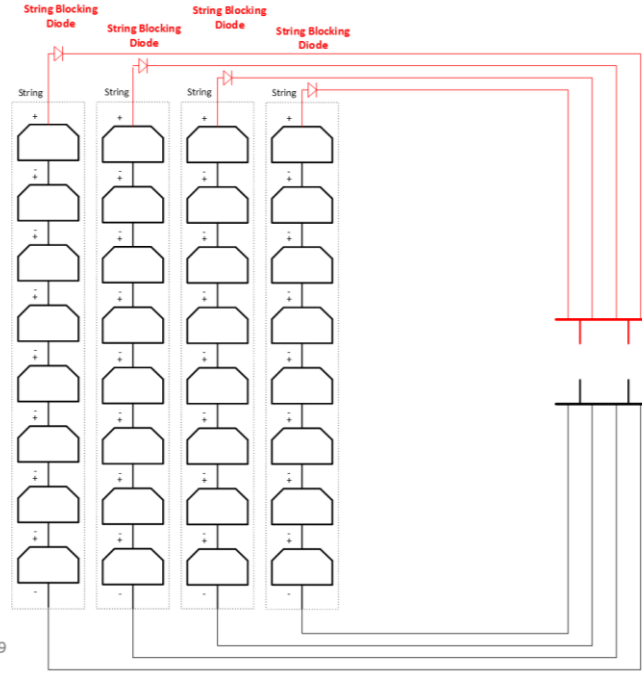 String Blocking
Diode
String Blocking
Diode
String Blocking
Diode
String Blocking
Diode
String
String
String
String
+ + + +
- - - -
+ + + +
- - - -
+ + + +
- - - -
+ + + +
- - - -
+ + + +
- - - -
+ + + +
- - - -
+ + + +
- - - -
+ + + +
- - - -
9